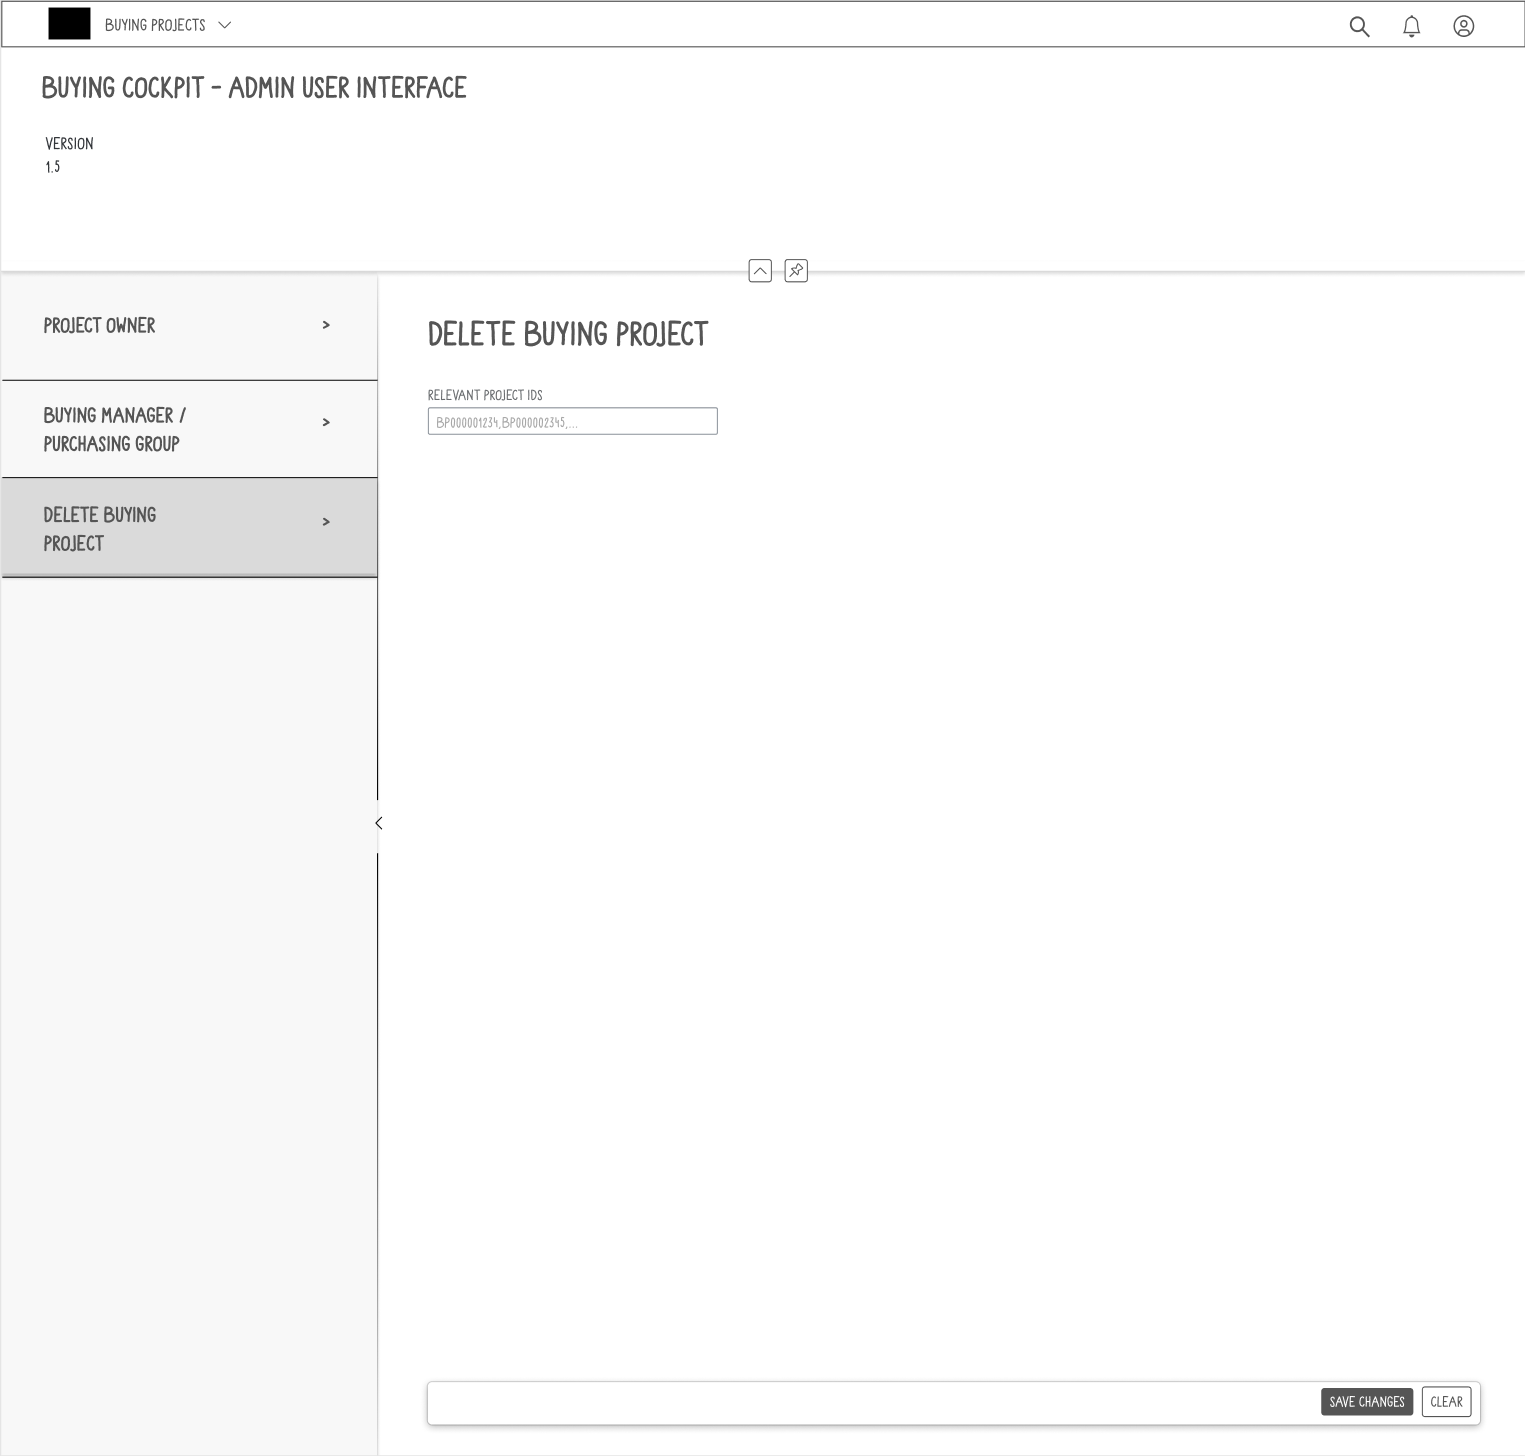 BUYING PROJECTS
BUYING COCKPIT - ADMIN USER INTERFACE
VERSION
1.5
PROJECT OWNER >
BUYING MANAGER / >
PURCHASING GROUP
DELETE BUYING >
PROJECT
DELETE BUYING PROJECT
RELEVANT PROJECT IDS
BP000001234,BP000002345,...
SAVE CHANGES CLEAR